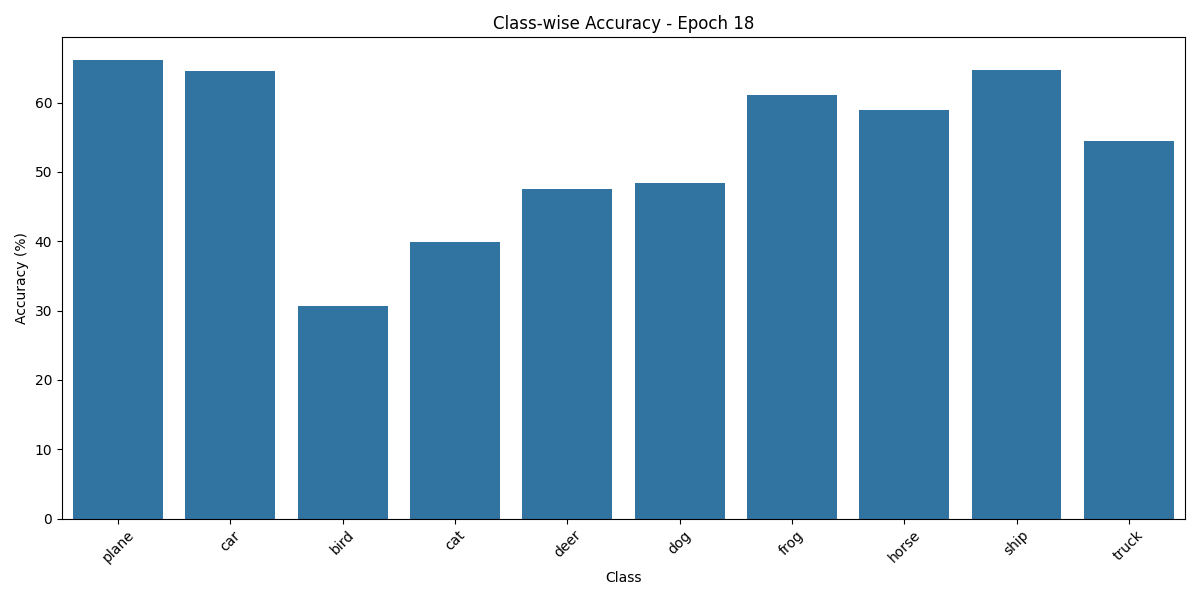 Class-wise Accuracy - Epoch 18
Accuracy (%)
60
50
40
30
20
10
0
plane
car
bird
cat
deer
dog
frog
horse
ship
truck
Class